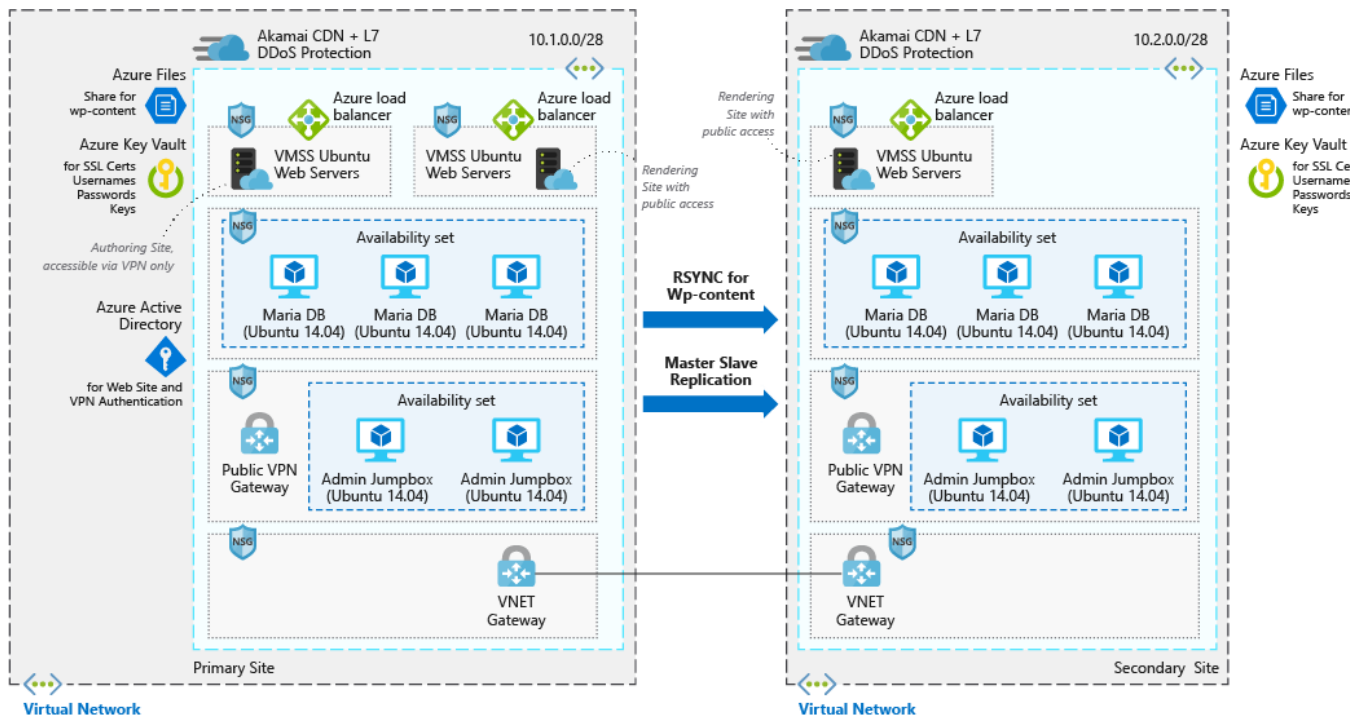 Akamai CDN + L7
DDoS Protection
10.1.0.0/28
Azure Files
Share for
wp-content
Azure Key Vault
for SSL Certs
Usernames
Passwords
Keys
Authoring Site,
accessible via VPN only
Azure Active
Directory
for Web Site and
VPN Authentication
NSG
Azure load
balancer
VMSS Ubuntu
Web Servers
NSG
Azure load
balancer
VMSS Ubuntu
Web Servers
Rendering
Site with
public access
NSG
Availability set
Maria DB
(Ubuntu 14.04)
Maria DB
(Ubuntu 14.04)
Maria DB
(Ubuntu 14.04)
NSG
Public VPN
Gateway
Availability set
Admin Jumpbox
(Ubuntu 14.04)
Admin Jumpbox
(Ubuntu 14.04)
NSG
VNET
Gateway
Primary Site
Virtual Network
RSYNC for
Wp-content
Master Slave
Replication
Akamai CDN + L7
DDoS Protection
10.2.0.0/28
Rendering
Site with
public access
NSG
Azure load
balancer
VMSS Ubuntu
Web Servers
NSG
Availability set
Maria DB
(Ubuntu 14.04)
Maria DB
(Ubuntu 14.04)
Maria DB
(Ubuntu 14.04)
NSG
Public VPN
Gateway
Availability set
Admin Jumpbox
(Ubuntu 14.04)
Admin Jumpbox
(Ubuntu 14.04)
NSG
VNET
Gateway
Secondary Site
Virtual Network
Azure Files
Share for
wp-conten
Azure Key Vault
for SSL Ce
Username
Passwords
Keys